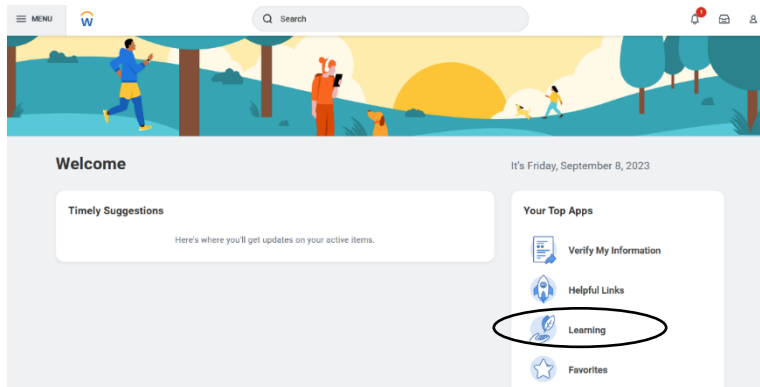 MENU
W
Search
1
Welcome
It's Friday, September 8, 2023
Timely Suggestions
Here's where you'll get updates on your active items.
Your Top Apps
Verify My Information
Helpful Links
Learning
Favorites